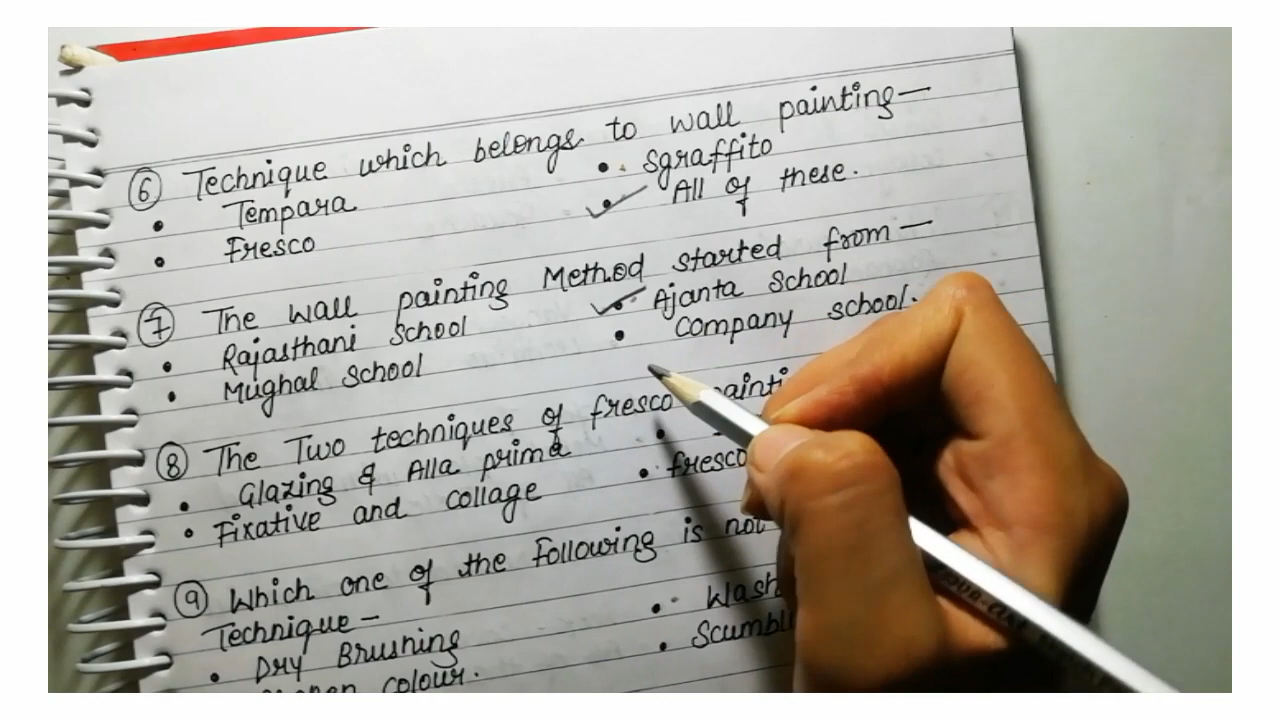 ⑥ Technique which belongs to wall painting—
• Tempara • Sgraffito
• Fresco • All of these.
⑦ The wall painting Method started from—
• Rajasthani School • Ajanta School
• Mughal School • Company school.
⑧ The Two techniques of fresco
• Glazing & Alla prima •
• Fixative and collage • fresco
⑨ Which one of the following is not
Technique—
• Dry Brushing • Wash
• colour. •